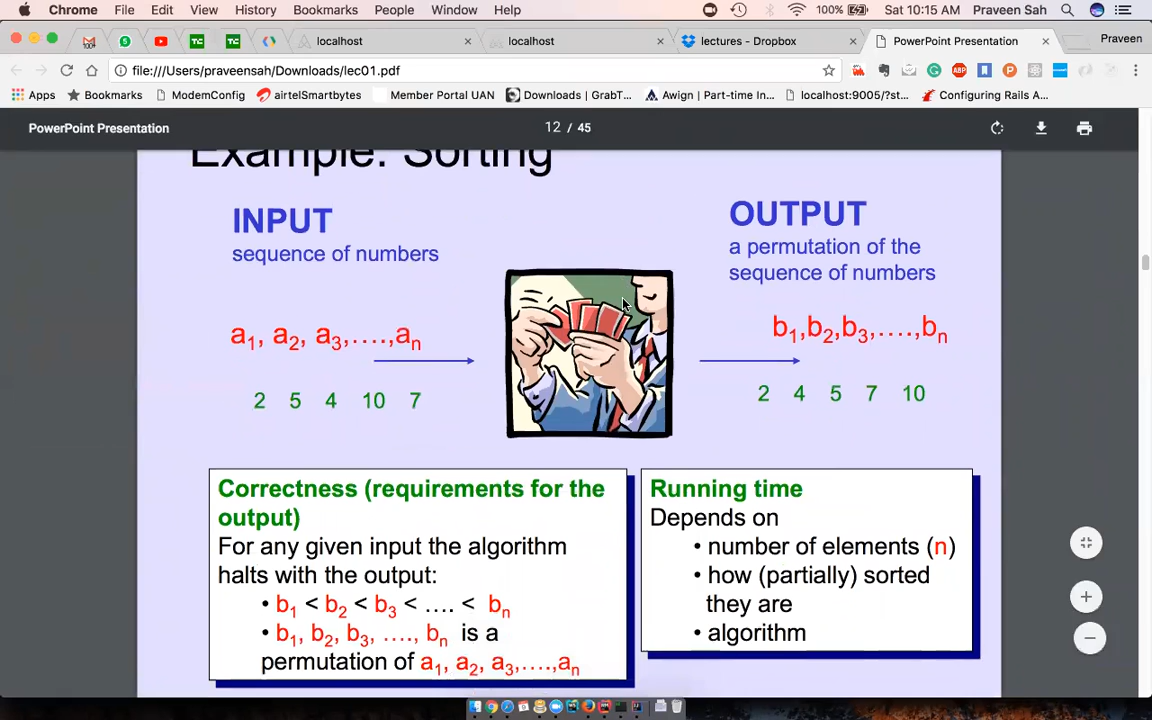 Chrome File Edit View History Bookmarks People Window Help 100% Sat 10:15 AM Praveen Sah
localhost localhost lectures - Dropbox PowerPoint Presentation Praveen
file:///Users/praveensah/Downloads/lec01.pdf
Apps Bookmarks ModemConfig airtelSmartbytes Member Portal UAN Downloads | GrabT... Awign | Part-time In... localhost:9005/?st... Configuring Rails A...
PowerPoint Presentation 12 / 45
Example: Sorting
INPUT
sequence of numbers
OUTPUT
a permutation of the
sequence of numbers
a1, a2, a3,….,an
b1,b2,b3,….,bn
2 5 4 10 7
2 4 5 7 10
Correctness (requirements for the
output)
For any given input the algorithm
halts with the output:
• b1 < b2 < b3 < …. < bn
• b1, b2, b3, …., bn is a
permutation of a1, a2, a3,….,an
Running time
Depends on
• number of elements (n)
• how (partially) sorted
they are
• algorithm